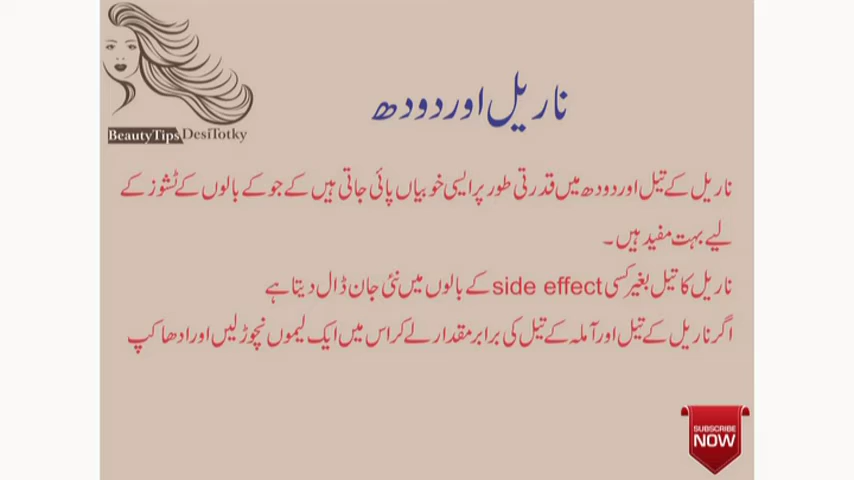 BeautyTips DesiTotky
ناریل اور دودھ
ناریل کے تیل اور دودھ میں قدرتی طور پر ایسی خوبیاں پائی جاتی ہیں کے جو کے بالوں کے ٹشوز کے
لیے بہت مفید ہیں۔
ناریل کا تیل بغیر کسی side effect کے بالوں میں نئی جان ڈال دیتا ہے
اگر ناریل کے تیل اور آملہ کے تیل کی برابر مقدار لے کر اس میں ایک لیموں نچوڑ لیں اور ادھا کپ
SUBSCRIBE
NOW